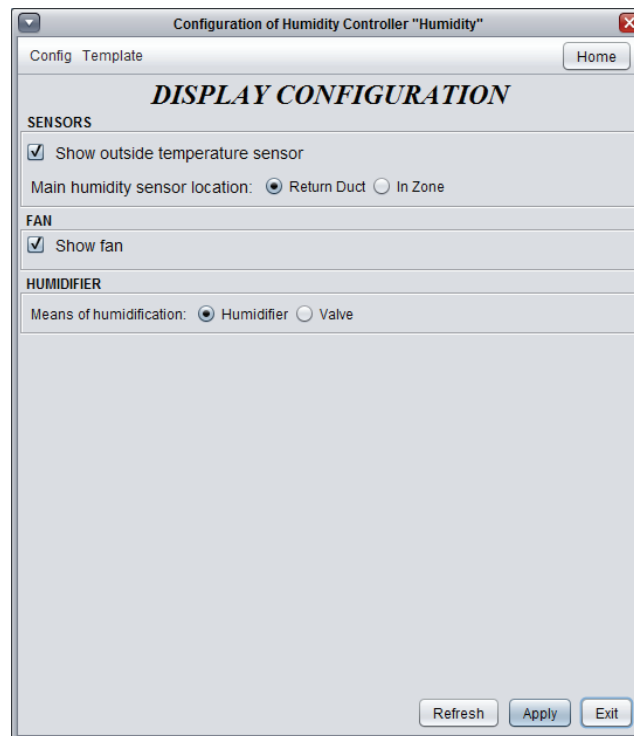 Configuration of Humidity Controller "Humidity"
Config Template Home
DISPLAY CONFIGURATION
SENSORS
Show outside temperature sensor
Main humidity sensor location: Return Duct In Zone
FAN
Show fan
HUMIDIFIER
Means of humidification: Humidifier Valve
Refresh Apply Exit